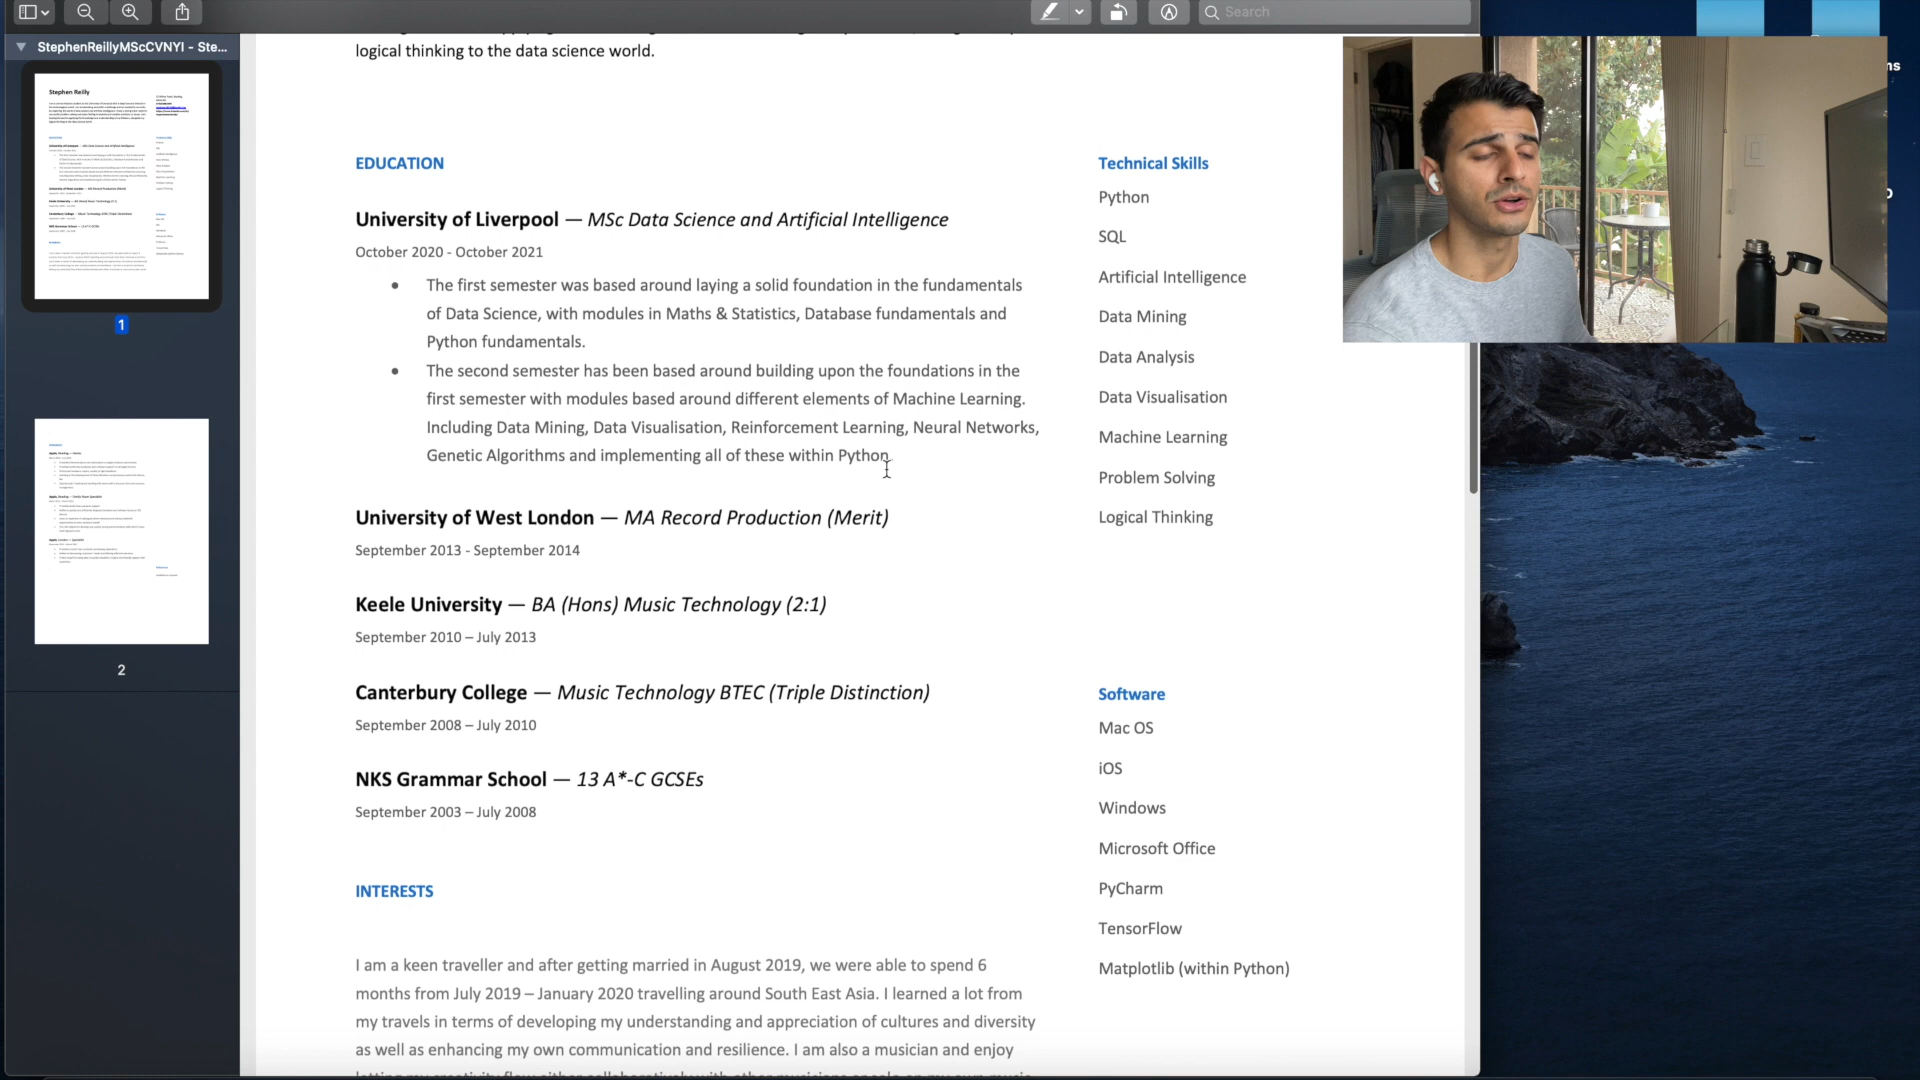 Search
StephenReillyMScCVNYI - Ste...
Stephen Reilly
1
2
logical thinking to the data science world.
EDUCATION
University of Liverpool — MSc Data Science and Artificial Intelligence
October 2020 - October 2021
• The first semester was based around laying a solid foundation in the fundamentals
of Data Science, with modules in Maths & Statistics, Database fundamentals and
Python fundamentals.
• The second semester has been based around building upon the foundations in the
first semester with modules based around different elements of Machine Learning.
Including Data Mining, Data Visualisation, Reinforcement Learning, Neural Networks,
Genetic Algorithms and implementing all of these within Python.
University of West London — MA Record Production (Merit)
September 2013 - September 2014
Keele University — BA (Hons) Music Technology (2:1)
September 2010 – July 2013
Canterbury College — Music Technology BTEC (Triple Distinction)
September 2008 – July 2010
NKS Grammar School — 13 A*-C GCSEs
September 2003 – July 2008
INTERESTS
I am a keen traveller and after getting married in August 2019, we were able to spend 6
months from July 2019 – January 2020 travelling around South East Asia. I learned a lot from
my travels in terms of developing my understanding and appreciation of cultures and diversity
as well as enhancing my own communication and resilience. I am also a musician and enjoy
Technical Skills
Python
SQL
Artificial Intelligence
Data Mining
Data Analysis
Data Visualisation
Machine Learning
Problem Solving
Logical Thinking
Software
Mac OS
iOS
Windows
Microsoft Office
PyCharm
TensorFlow
Matplotlib (within Python)